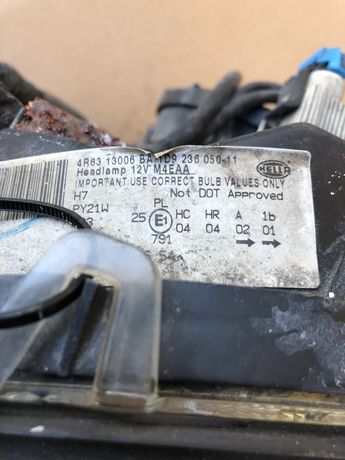 4R83 13006 BA 1D9 236 050-11
Headlamp 12V M4EAA
HELLA
IMPORTANT USE CORRECT BULB VALUES ONLY
H7 Not DOT Approved
PY21W PL
25 E1 HC HR A 1b
791 04 04 02 01